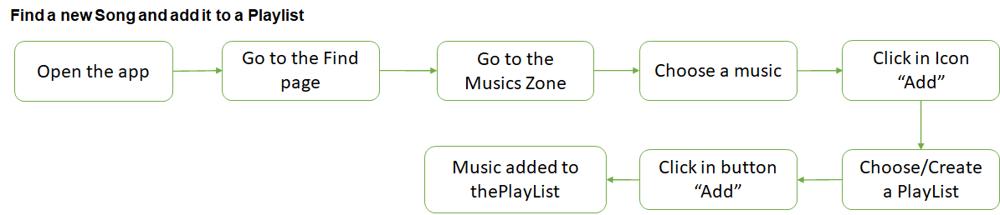 Find a new Song and add it to a Playlist
Open the app
Go to the Find
page
Go to the
Musics Zone
Choose a music
Click in Icon
“Add”
Choose/Create
a PlayList
Click in button
“Add”
Music added to
thePlayList